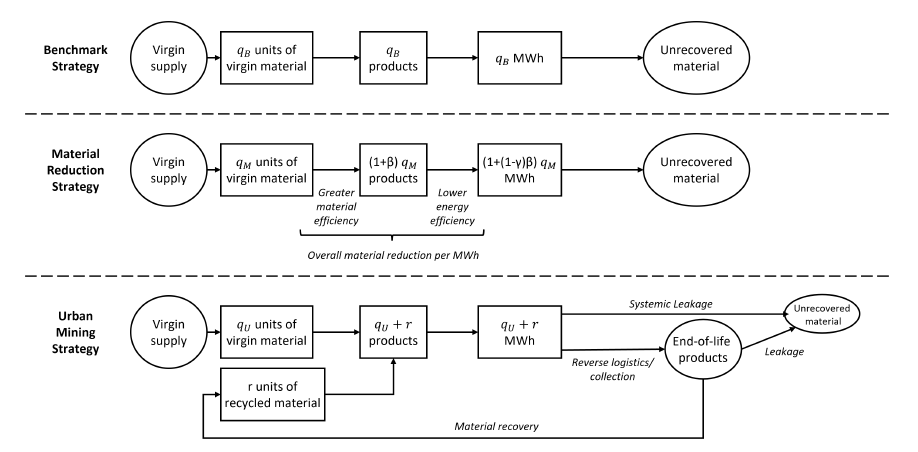 Benchmark
Strategy
Virgin
supply
q_B units of
virgin material
q_B
products
q_B MWh
Unrecovered
material
Material
Reduction
Strategy
Virgin
supply
q_M units of
virgin material
(1+β) q_M
products
(1+(1-γ)β) q_M
MWh
Unrecovered
material
Greater
material
efficiency
Lower
energy
efficiency
Overall material reduction per MWh
Urban
Mining
Strategy
Virgin
supply
q_U units of
virgin material
q_U + r
products
q_U + r
MWh
Systemic Leakage
Unrecovered
material
End-of-life
products
Leakage
Reverse logistics/
collection
r units of
recycled material
Material recovery